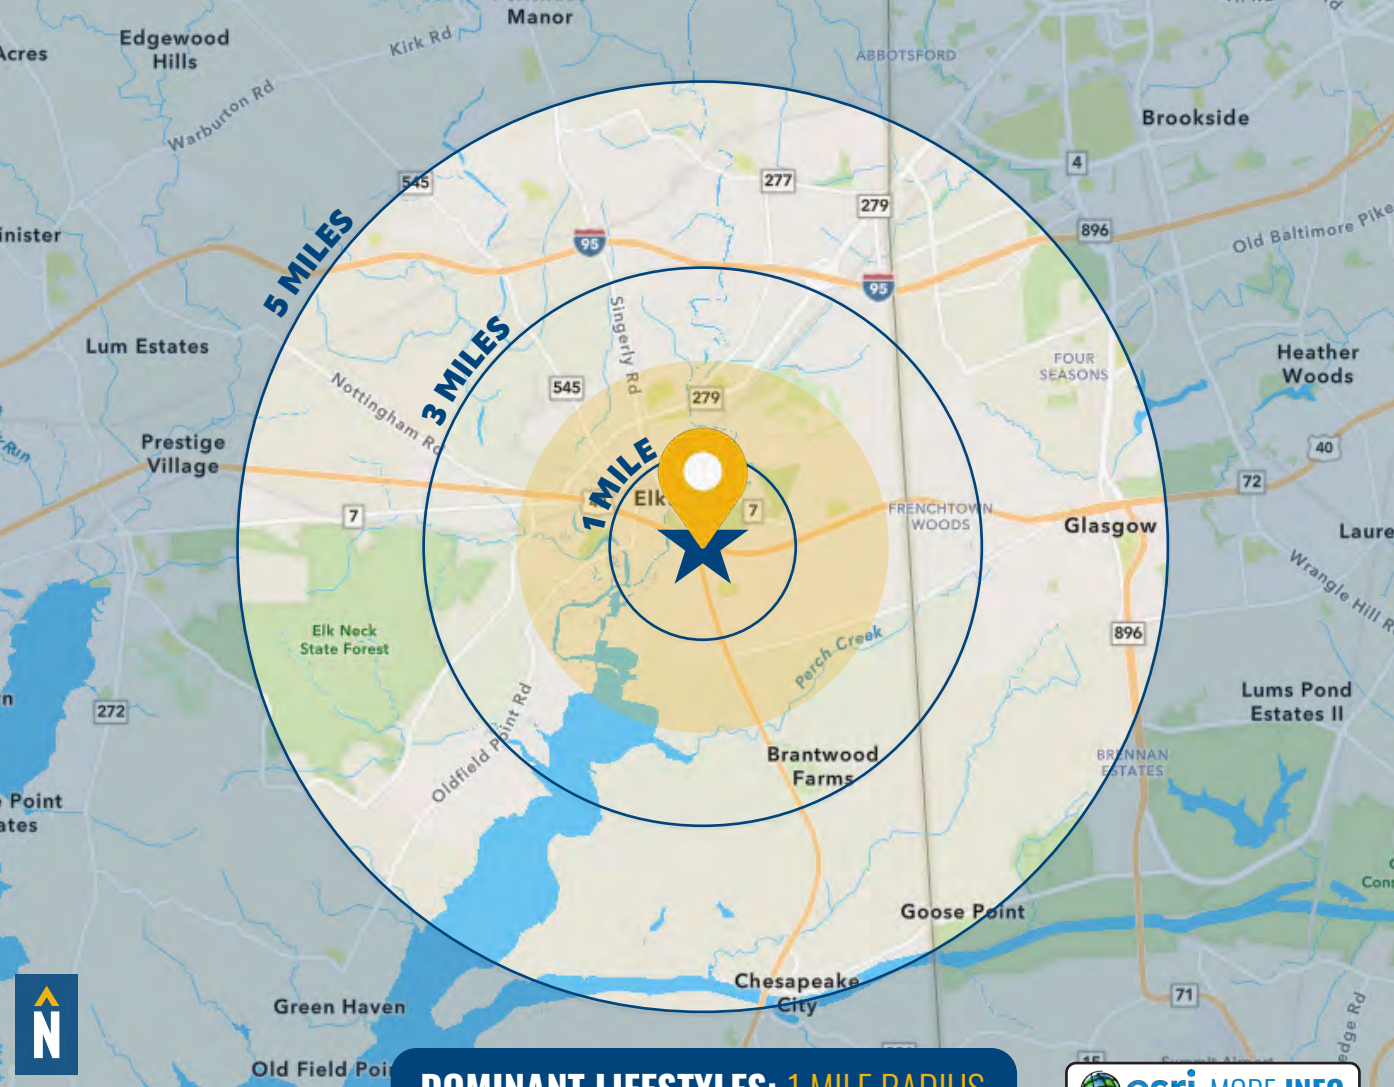 Manor
Edgewood
Hills
Acres
Kirk Rd
ABBOTSFORD
Warburton Rd
Brookside
4
545
277
279
5 MILES
896
Old Baltimore Pike
95
95
3 MILES
Singerly Rd
Lum Estates
FOUR
SEASONS
Heather
Woods
Nottingham Rd
545
279
Prestige
Village
Run
1 MILE
40
72
Elk
7
7
FRENCHTOWN
WOODS
Glasgow
Laure
Wrangle Hill R
Elk Neck
State Forest
896
Perch Creek
272
Oldfield Point Rd
Lums Pond
Estates II
Brantwood
Farms
BRENNAN
ESTATES
Point
ates
Cons
Goose Point
Chesapeake
City
71
Green Haven
N
Old Field Poi
DOMINANT LIFESTYLES: 1 MILE RADIUS
esri MORE INFO